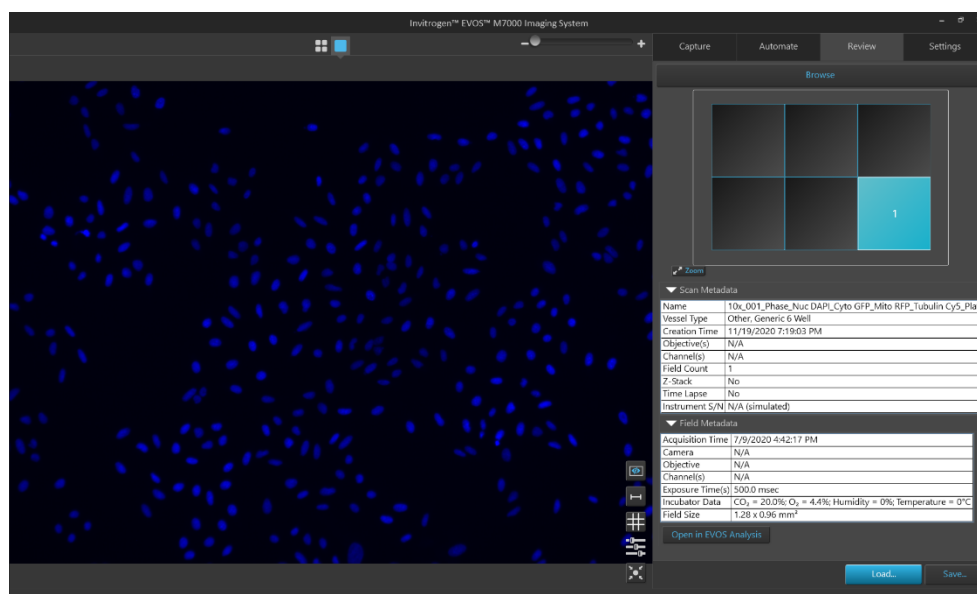 Invitrogen™ EVOS™ M7000 Imaging System
Capture Automate Review Settings
Browse
1
Zoom
Scan Metadata
Name 10x_001_Phase_Nuc DAPI_Cyto GFP_Mito RFP_Tubulin Cy5_Pla
Vessel Type Other, Generic 6 Well
Creation Time 11/19/2020 7:19:03 PM
Objective(s) N/A
Channel(s) N/A
Field Count 1
Z-Stack No
Time Lapse No
Instrument S/N N/A (simulated)
Field Metadata
Acquisition Time 7/9/2020 4:42:17 PM
Camera N/A
Objective N/A
Channel(s) N/A
Exposure Time(s) 500.0 msec
Incubator Data CO₂ = 20.0%; O₂ = 4.4%; Humidity = 0%; Temperature = 0°C
Field Size 1.28 x 0.96 mm²
Open in EVOS Analysis
Load... Save...